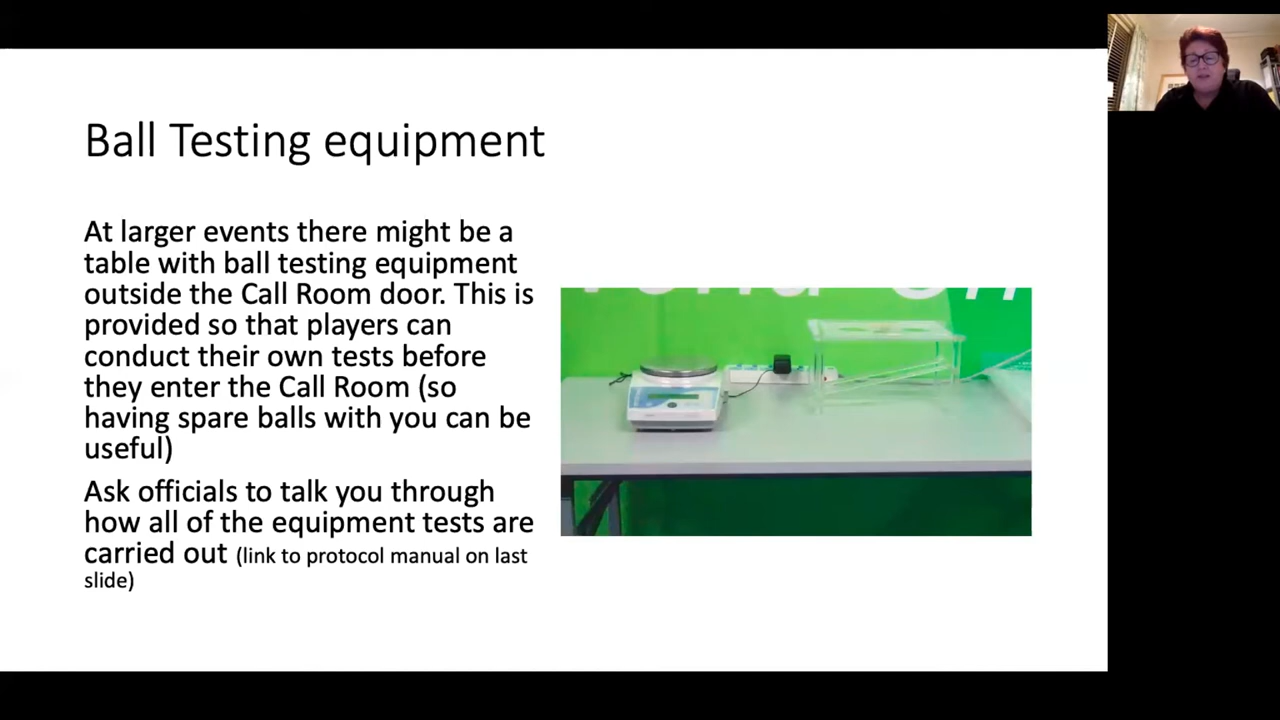 Ball Testing equipment
At larger events there might be a
table with ball testing equipment
outside the Call Room door. This is
provided so that players can
conduct their own tests before
they enter the Call Room (so
having spare balls with you can be
useful)
Ask officials to talk you through
how all of the equipment tests are
carried out (link to protocol manual on last
slide)